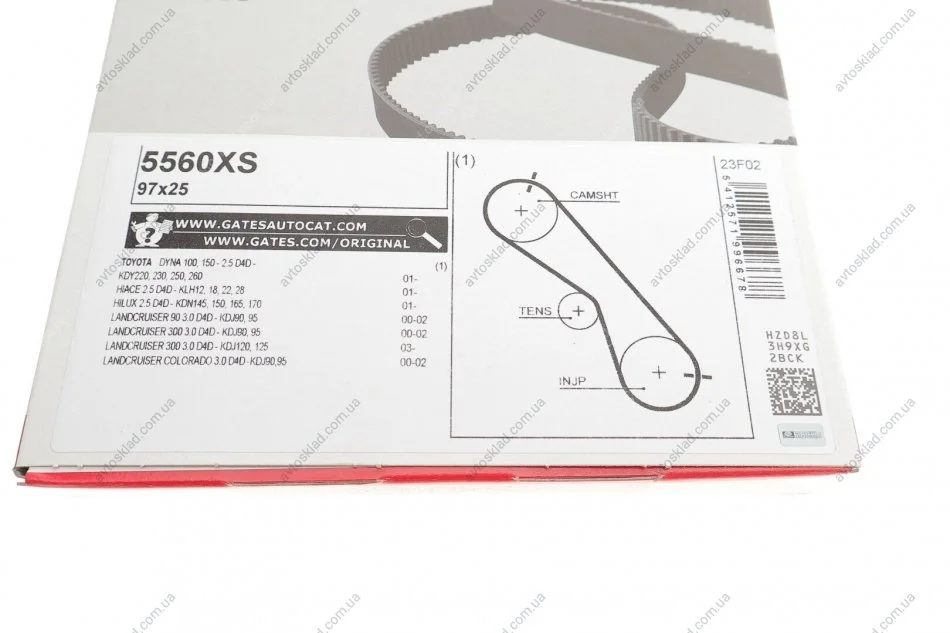 5560XS
97x25
WWW.GATESAUTOCAT.COM
WWW.GATES.COM/ORIGINAL
(1)
TOYOTA DYNA 100, 150 - 2.5 D4D -
KDY220, 230, 250, 260 01-
HIACE 2.5 D4D - KLH12, 18, 22, 28 01-
HILUX 2.5 D4D - KDN145, 150, 165, 170 01-
LANDCRUISER 90 3.0 D4D - KDJ90, 95 00-02
LANDCRUISER 300 3.0 D4D - KDJ90, 95 00-02
LANDCRUISER 300 3.0 D4D - KDJ120, 125 03-
LANDCRUISER COLORADO 3.0 D4D - KDJ90,95 00-02
(1)
CAMSHT
TENS
INJP
23F02
5 412571 996678
HZD8L
3H9XG
2BCK
avtosklad.com.ua